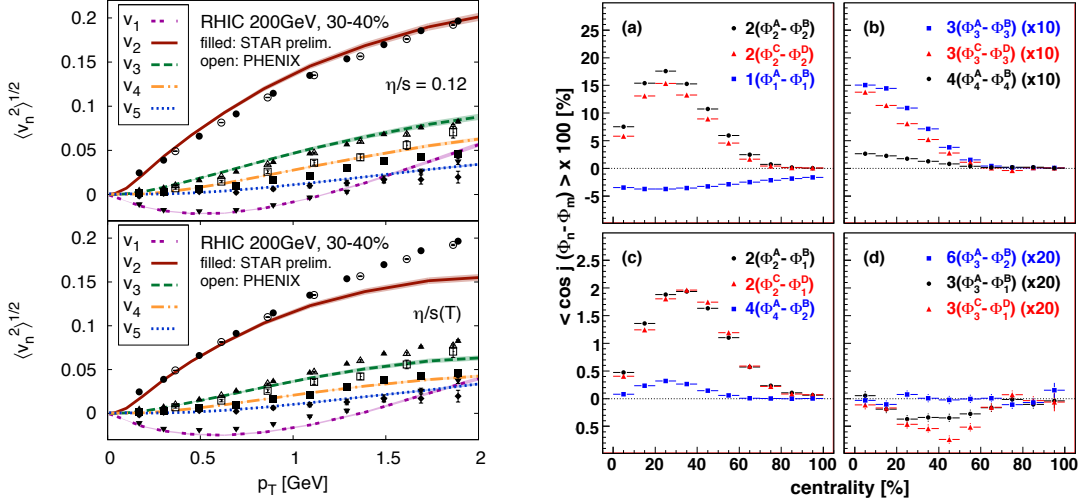 v₁
v₂
v₃
v₄
v₅
RHIC 200GeV, 30-40%
filled: STAR prelim.
open: PHENIX
η/s = 0.12
⟨vₙ²⟩¹/²
0.2
0.15
0.1
0.05
0
v₁
v₂
v₃
v₄
v₅
RHIC 200GeV, 30-40%
filled: STAR prelim.
open: PHENIX
η/s(T)
⟨vₙ²⟩¹/²
0.2
0.15
0.1
0.05
0
0 0.5 1 1.5 2
p_T [GeV]
< cos j (Φₙ-Φₘ) > x 100 [%]
(a)
2(Φ₂ᴬ-Φ₂ᴮ)
2(Φ₂ᶜ-Φ₂ᴰ)
1(Φ₁ᴬ-Φ₁ᴮ)
25
20
15
10
5
0
-5
(b)
3(Φ₃ᴬ-Φ₃ᴮ) (x10)
3(Φ₃ᶜ-Φ₃ᴰ) (x10)
4(Φ₄ᴬ-Φ₄ᴮ) (x10)
(c)
2(Φ₂ᴬ-Φ₁ᴮ)
2(Φ₂ᶜ-Φ₁ᴰ)
4(Φ₄ᴬ-Φ₂ᴮ)
2.5
2
1.5
1
0.5
0
0.5
(d)
6(Φ₃ᴬ-Φ₂ᴮ) (x20)
3(Φ₃ᴬ-Φ₁ᴮ) (x20)
3(Φ₃ᶜ-Φ₁ᴰ) (x20)
0 20 40 60 80 100
0 20 40 60 80 100
centrality [%]